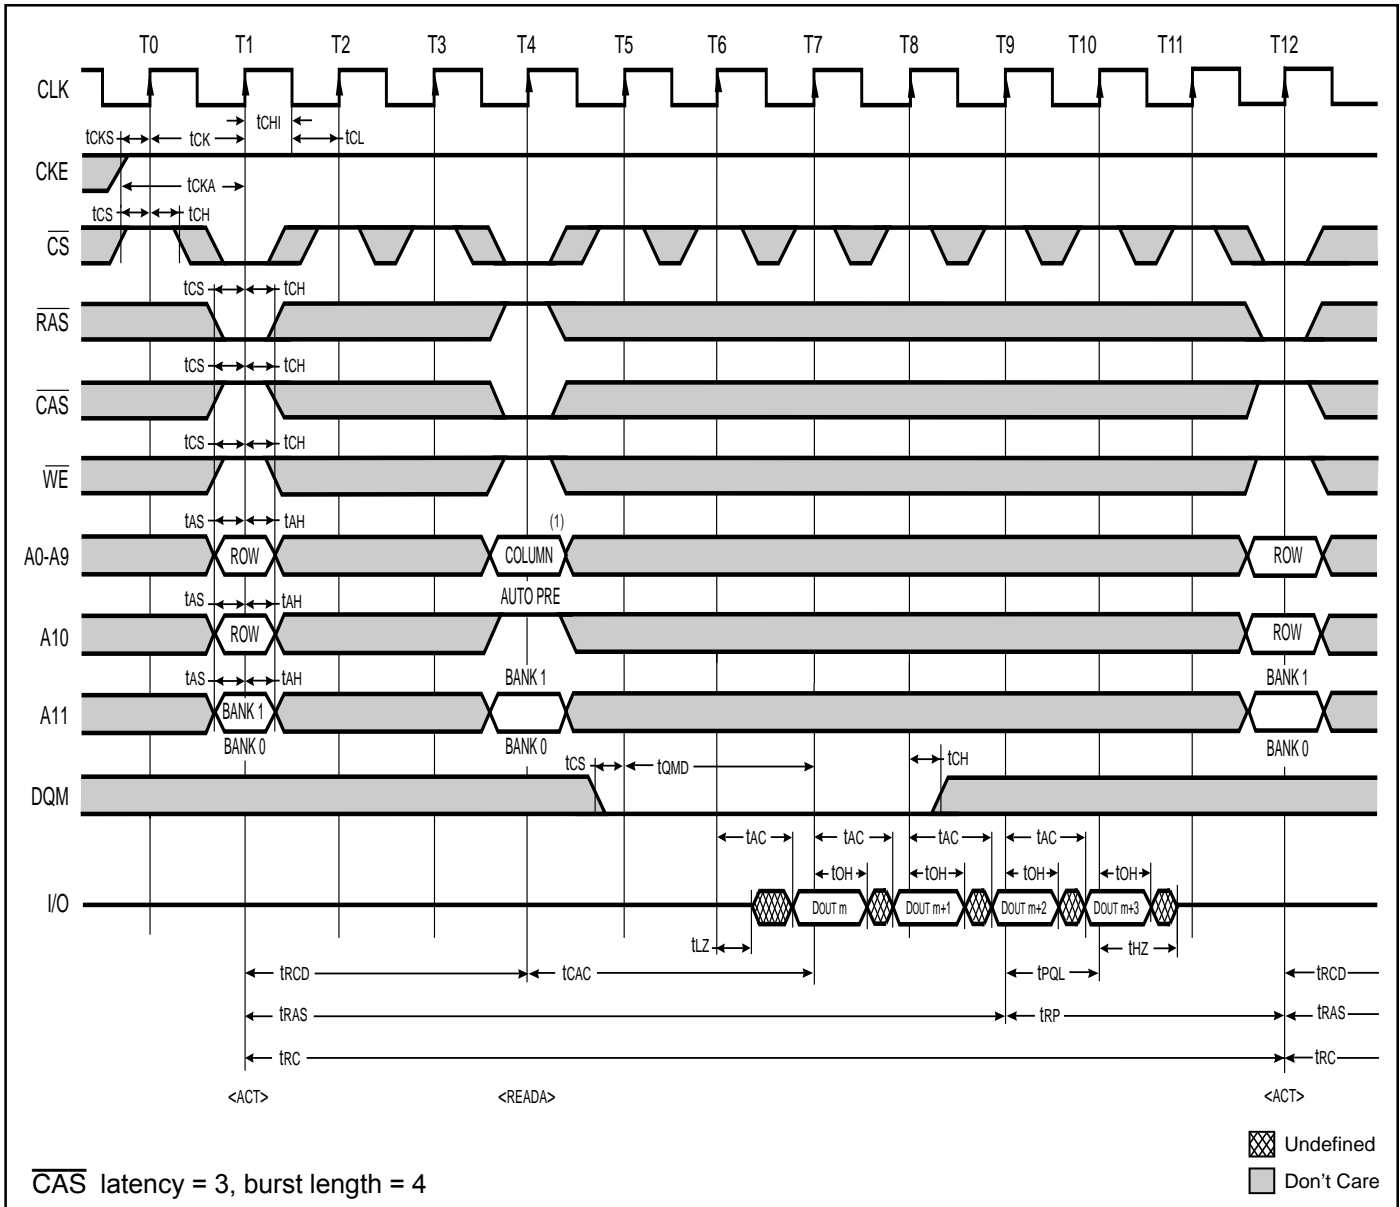 T0 T1 T2 T3 T4 T5 T6 T7 T8 T9 T10 T11 T12
CLK
tCHI
tCKS tCK tCL
CKE
tCKA
tCS tCH
CS
tCS tCH
RAS
tCS tCH
CAS
tCS tCH
WE
tAS tAH (1)
A0-A9 ROW COLUMN ROW
tAS tAH AUTO PRE
A10 ROW ROW
tAS tAH BANK 1 BANK 1
A11 BANK 1
BANK 0 BANK 0 BANK 0
tCS tQMD tCH
DQM
tAC tAC tAC tAC
tOH tOH tOH tOH
I/O DOUT m DOUT m+1 DOUT m+2 DOUT m+3
tLZ tHZ
tRCD tCAC tPQL tRCD
tRAS tRP tRAS
tRC tRC
<ACT> <READA> <ACT>
Undefined
CAS latency = 3, burst length = 4
Don't Care